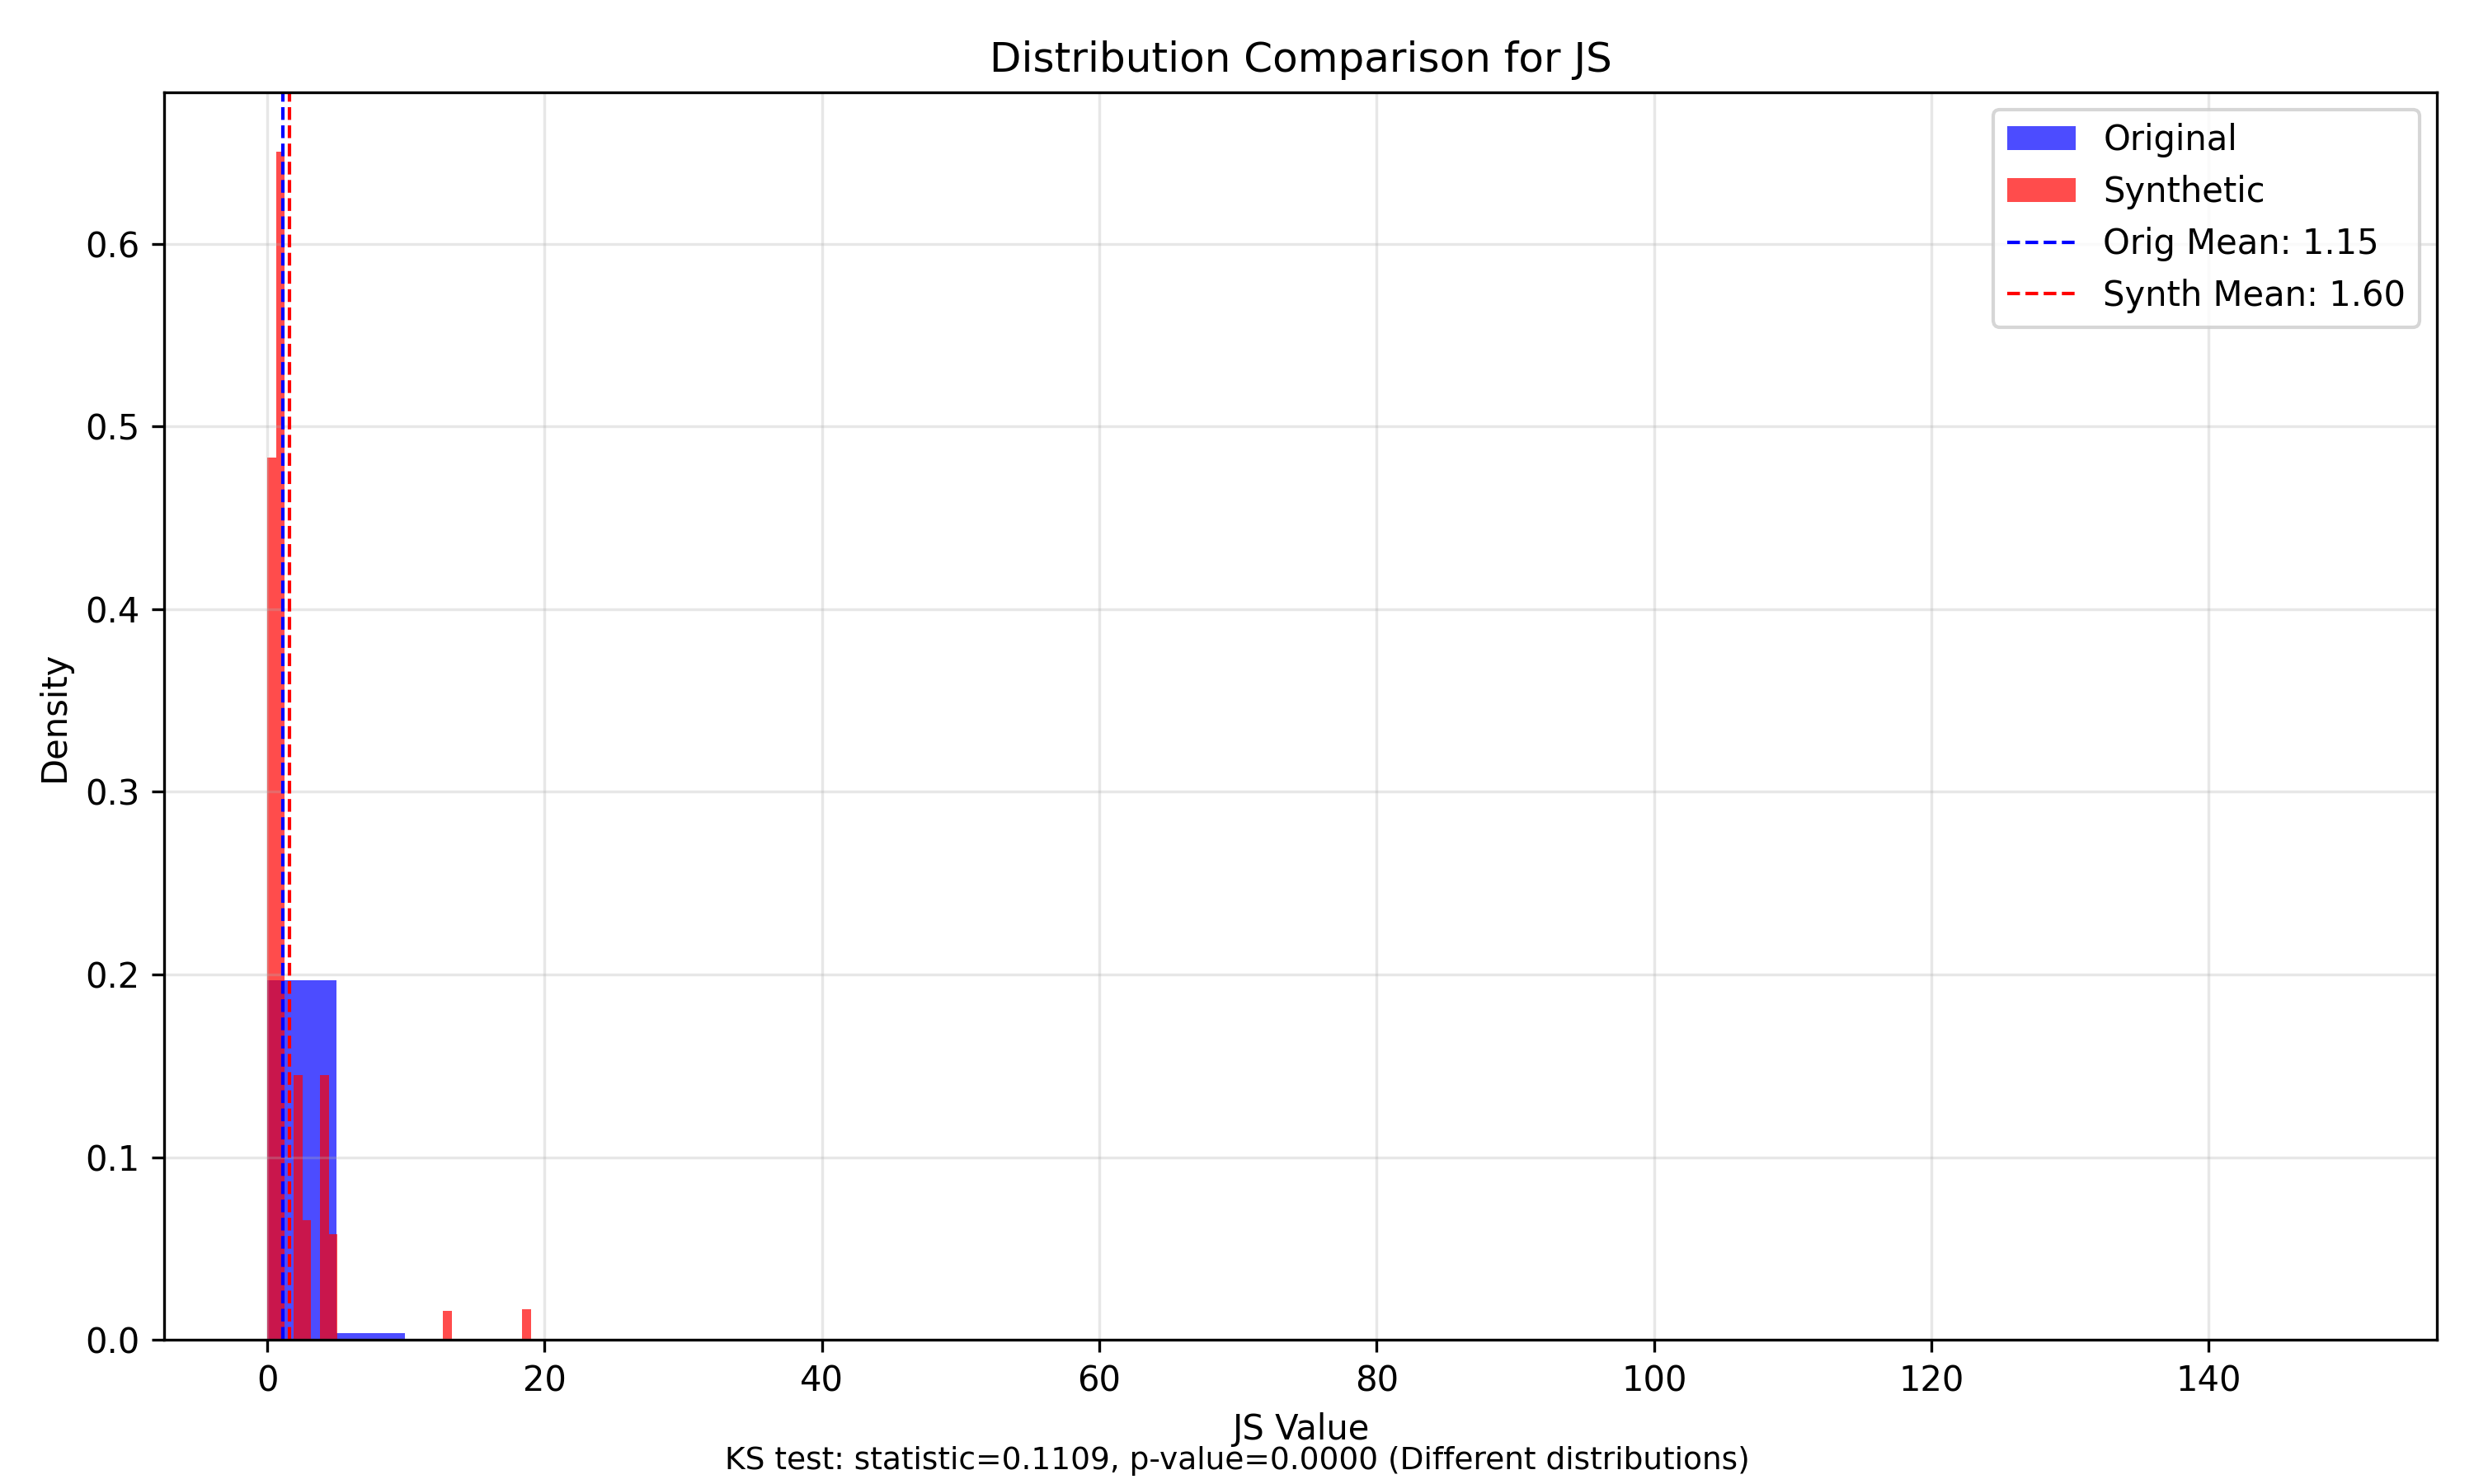 Distribution Comparison for JS
Original
Synthetic
Orig Mean: 1.15
Synth Mean: 1.60
Density
0.6
0.5
0.4
0.3
0.2
0.1
0.0
0 20 40 60 80 100 120 140
JS Value
KS test: statistic=0.1109, p-value=0.0000 (Different distributions)